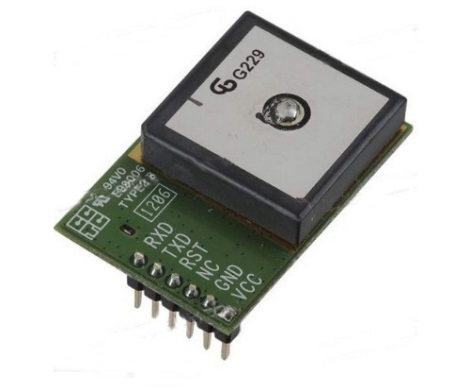 G229
94V0
TYPE
1206
RXD
TXD
RST
NC
GND
VCC